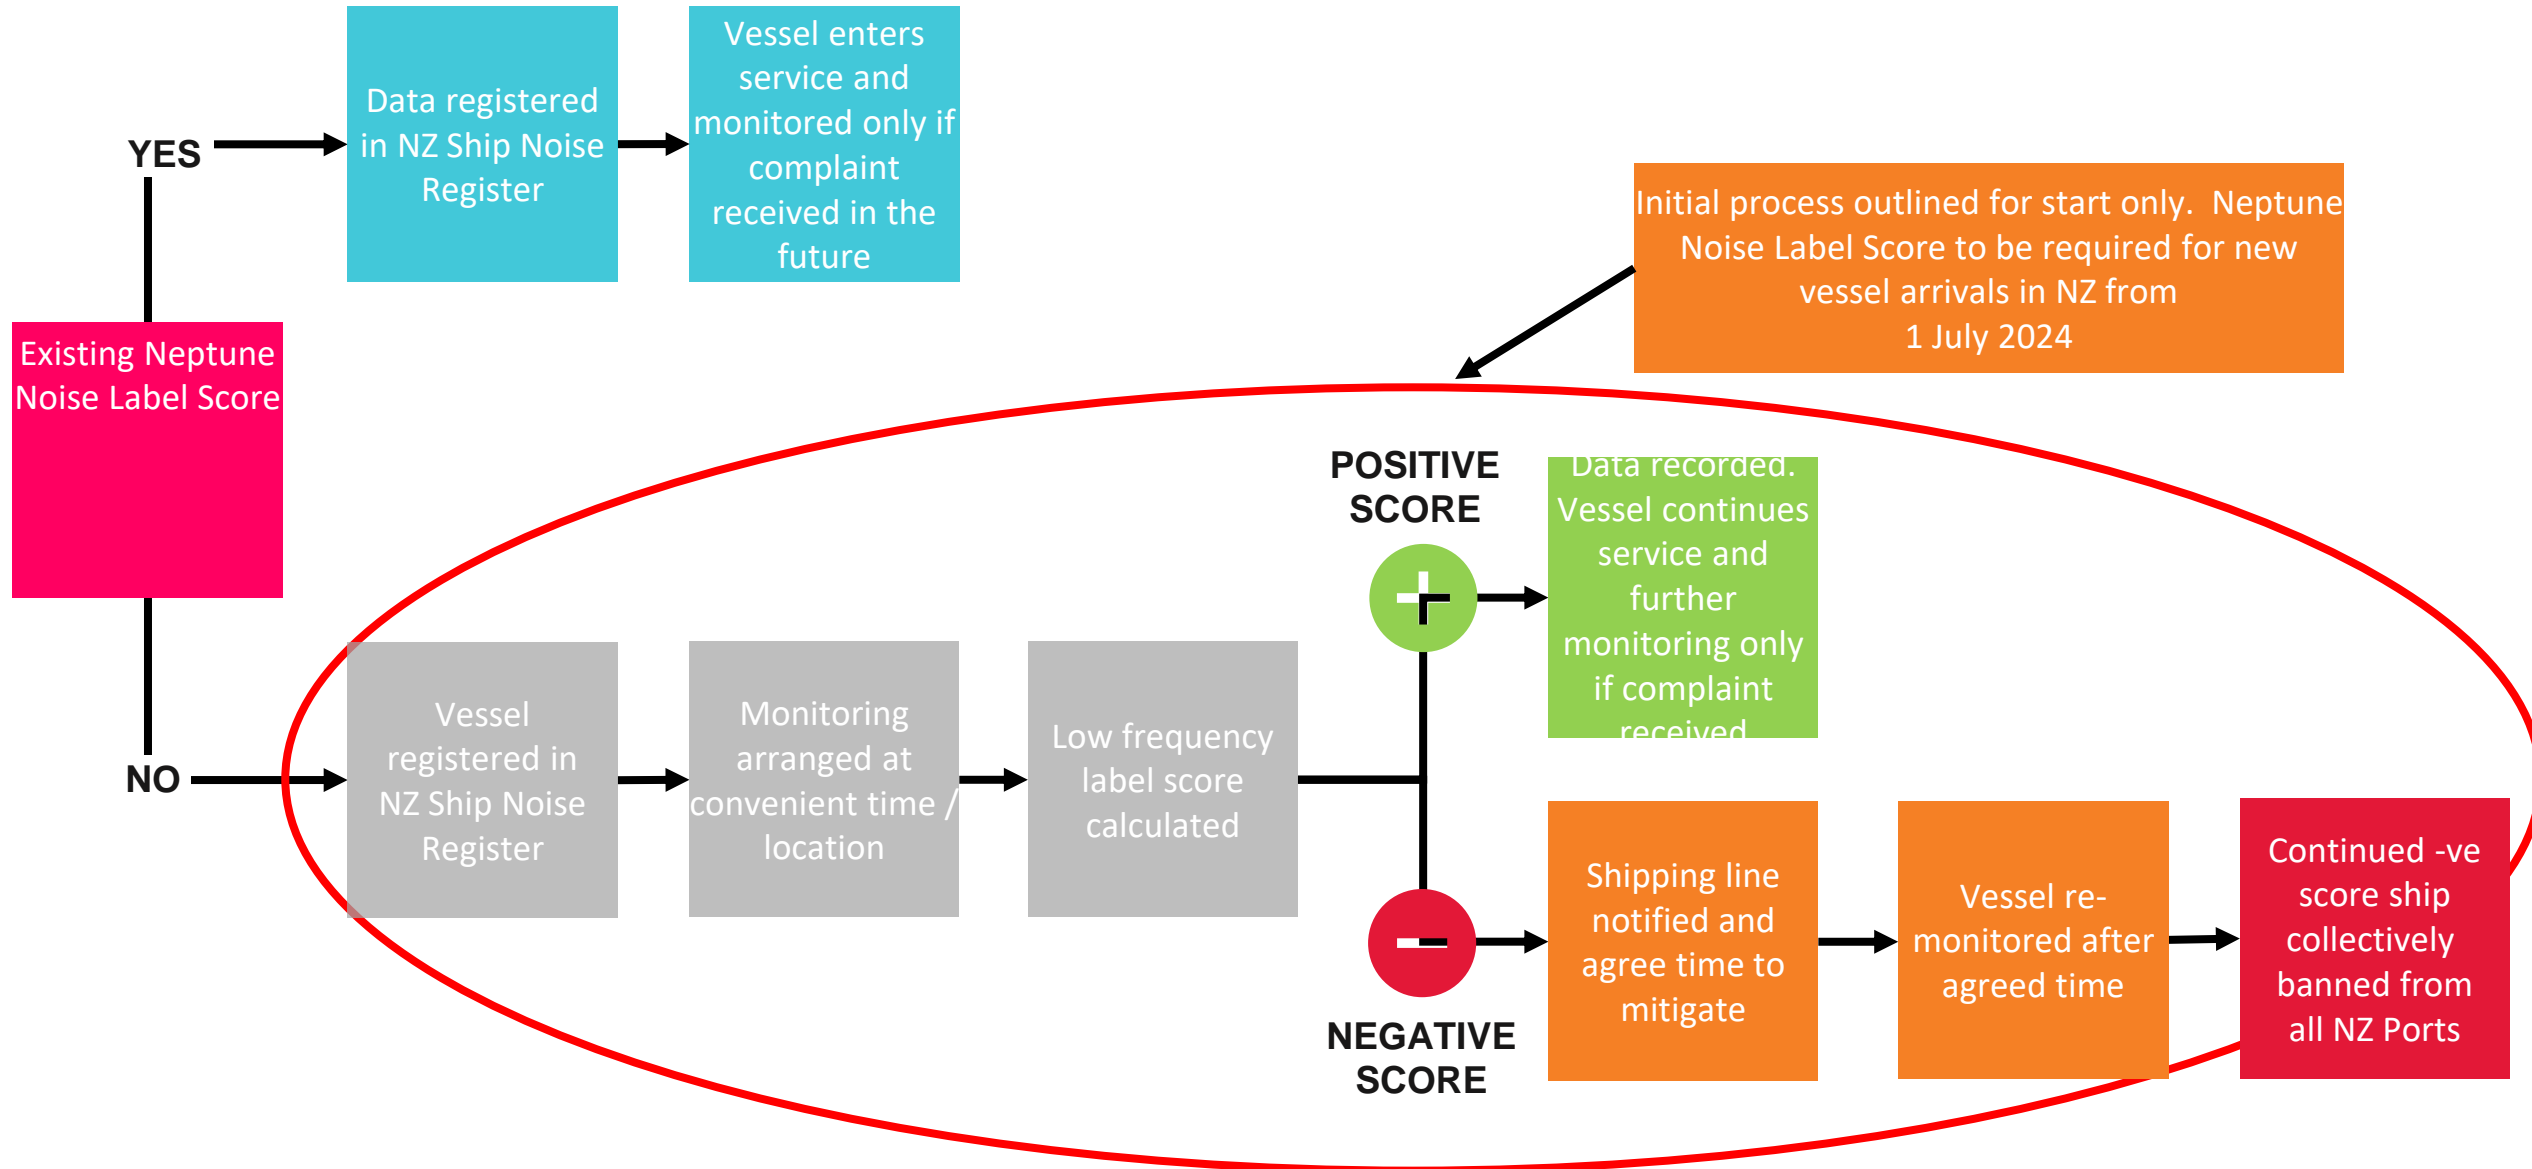 Data registered
in NZ Ship Noise
Register
Vessel enters
service and
monitored only if
complaint
received in the
future
YES
Initial process outlined for start only.  Neptune
Noise Label Score to be required for new
vessel arrivals in NZ from
1 July 2024
Existing Neptune
Noise Label Score
POSITIVE
SCORE
Data recorded.
Vessel continues
service and
further
monitoring only
if complaint
received
NO
Vessel
registered in
NZ Ship Noise
Register
Monitoring
arranged at
convenient time /
location
Low frequency
label score
calculated
NEGATIVE
SCORE
Shipping line
notified and
agree time to
mitigate
Vessel re-
monitored after
agreed time
Continued -ve
score ship
collectively
banned from
all NZ Ports